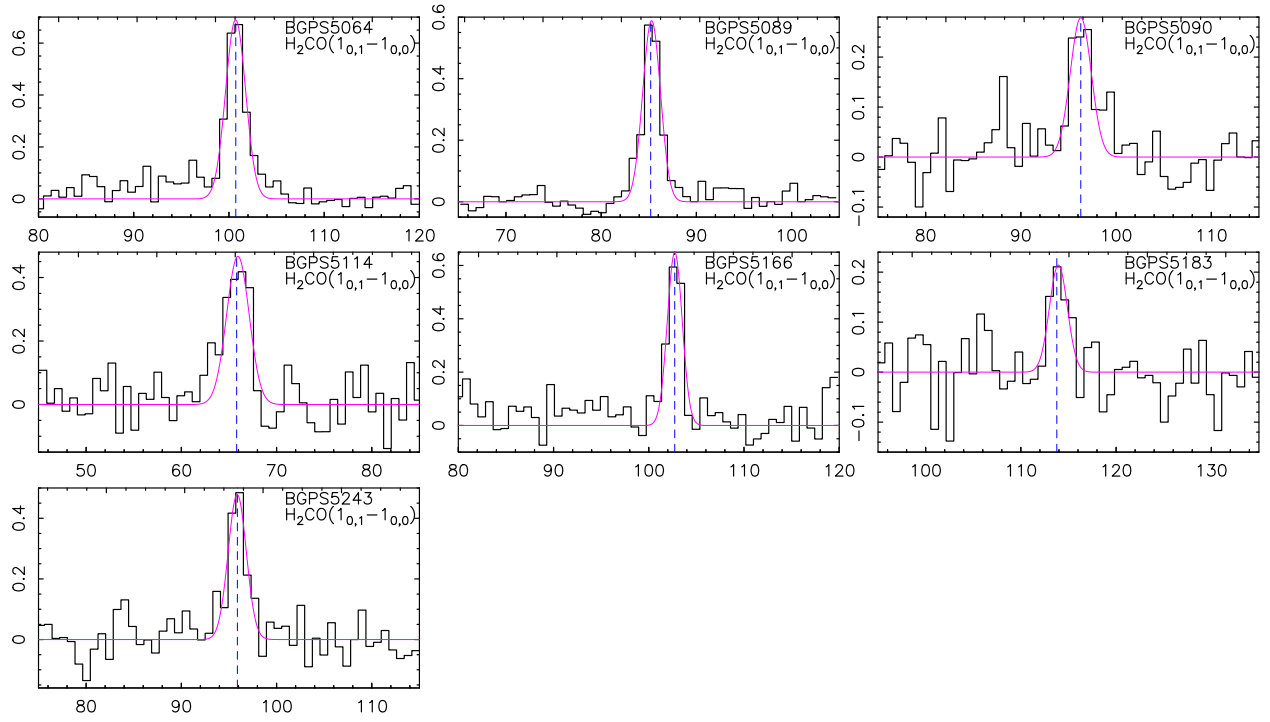 BGPS5064
H₂CO(1₀,₁−1₀,₀)
0 0.2 0.4 0.6
80 90 100 110 120
BGPS5089
H₂CO(1₀,₁−1₀,₀)
0 0.2 0.4 0.6
70 80 90 100
BGPS5090
H₂CO(1₀,₁−1₀,₀)
−0.1 0 0.1 0.2
80 90 100 110
BGPS5114
H₂CO(1₀,₁−1₀,₀)
0 0.2 0.4
50 60 70 80
BGPS5166
H₂CO(1₀,₁−1₀,₀)
0 0.2 0.4 0.6
80 90 100 110 120
BGPS5183
H₂CO(1₀,₁−1₀,₀)
−0.1 0 0.1 0.2
100 110 120 130
BGPS5243
H₂CO(1₀,₁−1₀,₀)
0 0.2 0.4
80 90 100 110